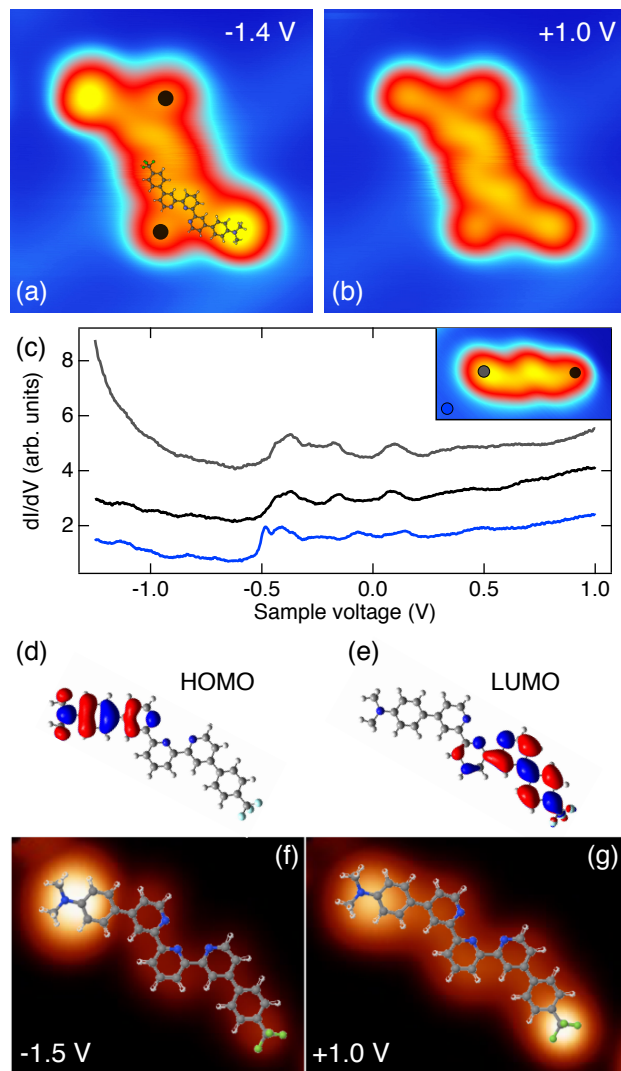 -1.4 V
(a)
+1.0 V
(b)
(c)
8
6
4
2
dI/dV (arb. units)
-1.0 -0.5 0.0 0.5 1.0
Sample voltage (V)
(d)
HOMO
(e)
LUMO
(f)
-1.5 V
(g)
+1.0 V